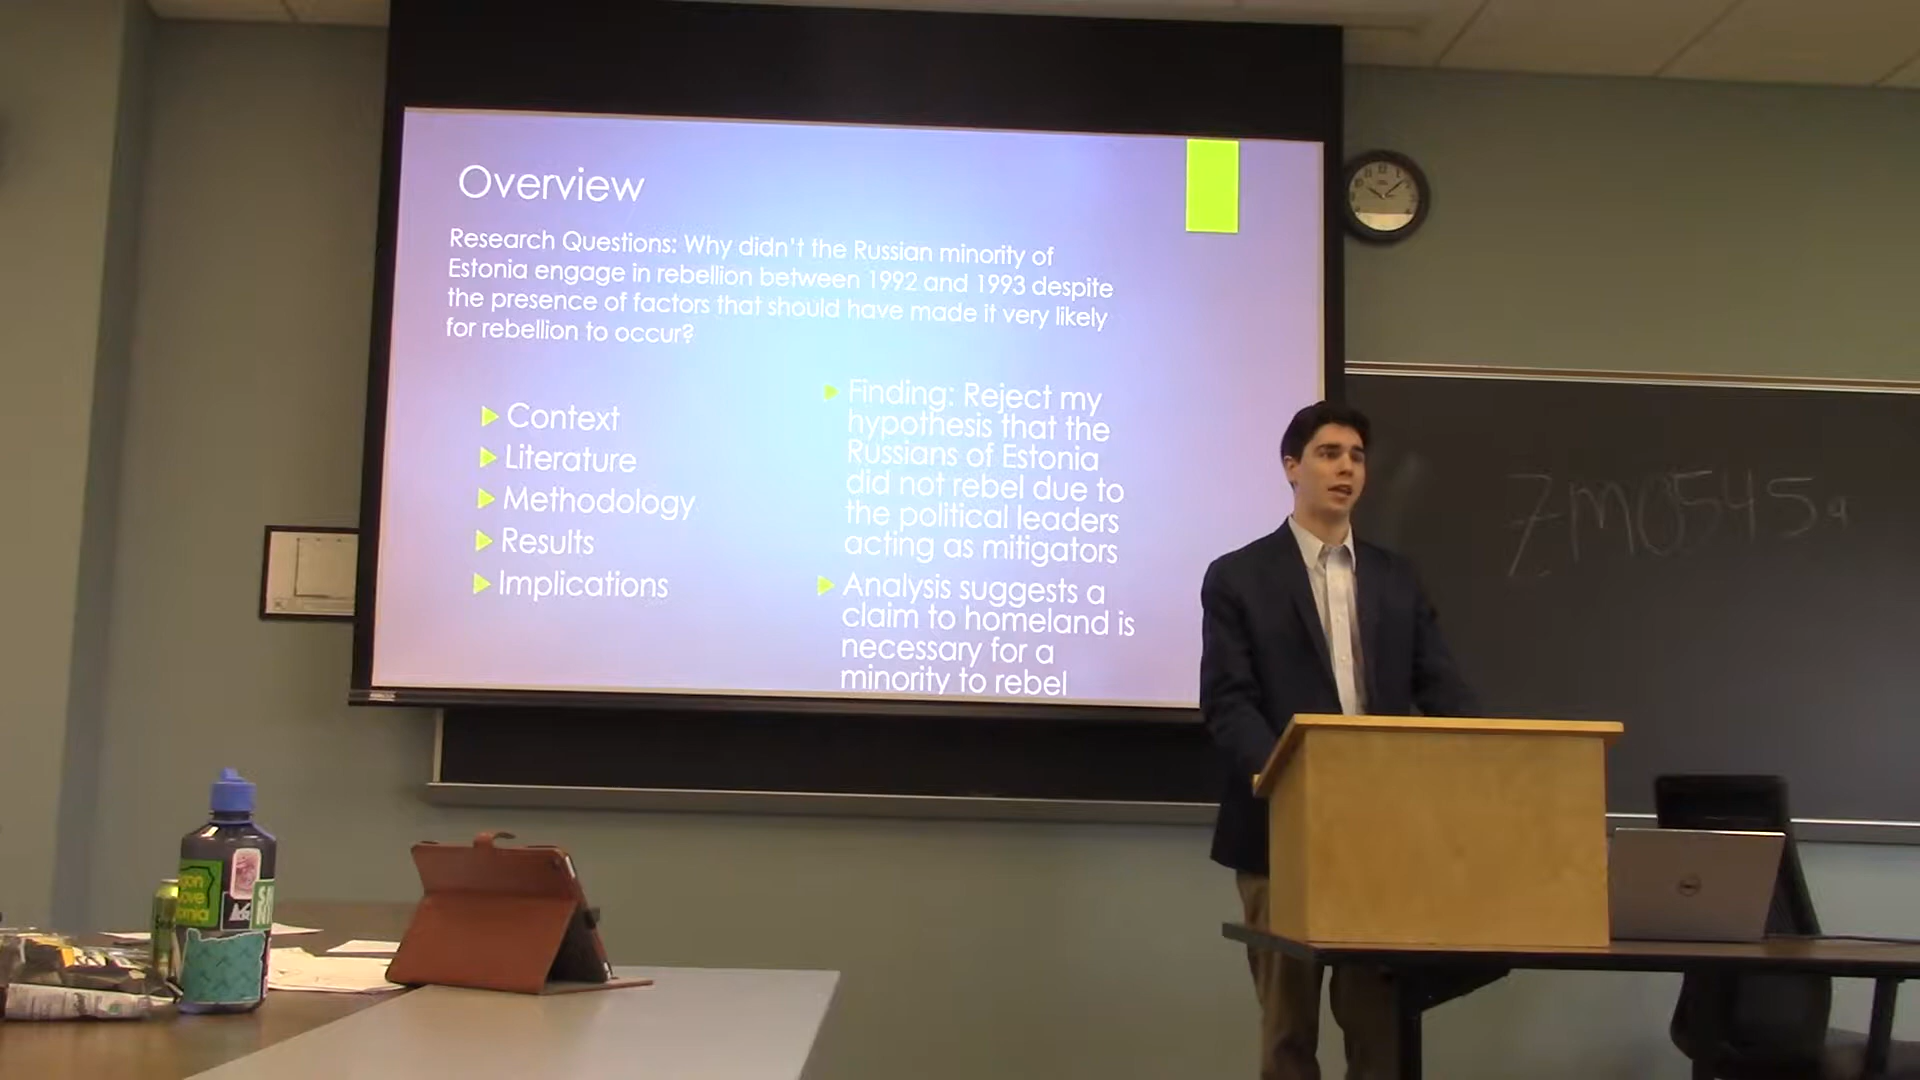 Overview
Research Questions: Why didn't the Russian minority of
Estonia engage in rebellion between 1992 and 1993 despite
the presence of factors that should have made it very likely
for rebellion to occur?
Context
Literature
Methodology
Results
Implications
Finding: Reject my
hypothesis that the
Russians of Estonia
did not rebel due to
the political leaders
acting as mitigators
Analysis suggests a
claim to homeland is
necessary for a
minority to rebel
DELL